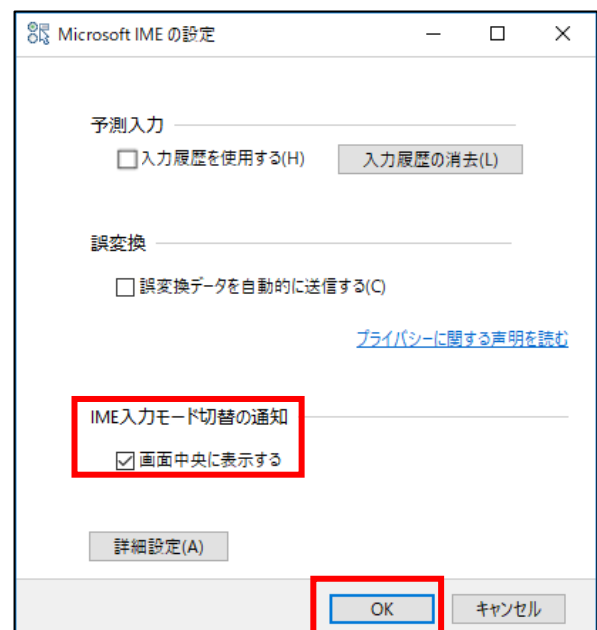 Microsoft IME の設定
予測入力
入力履歴を使用する(H)
入力履歴の消去(L)
誤変換
誤変換データを自動的に送信する(C)
プライバシーに関する声明を読む
IME入力モード切替の通知
画面中央に表示する
詳細設定(A)
OK
キャンセル